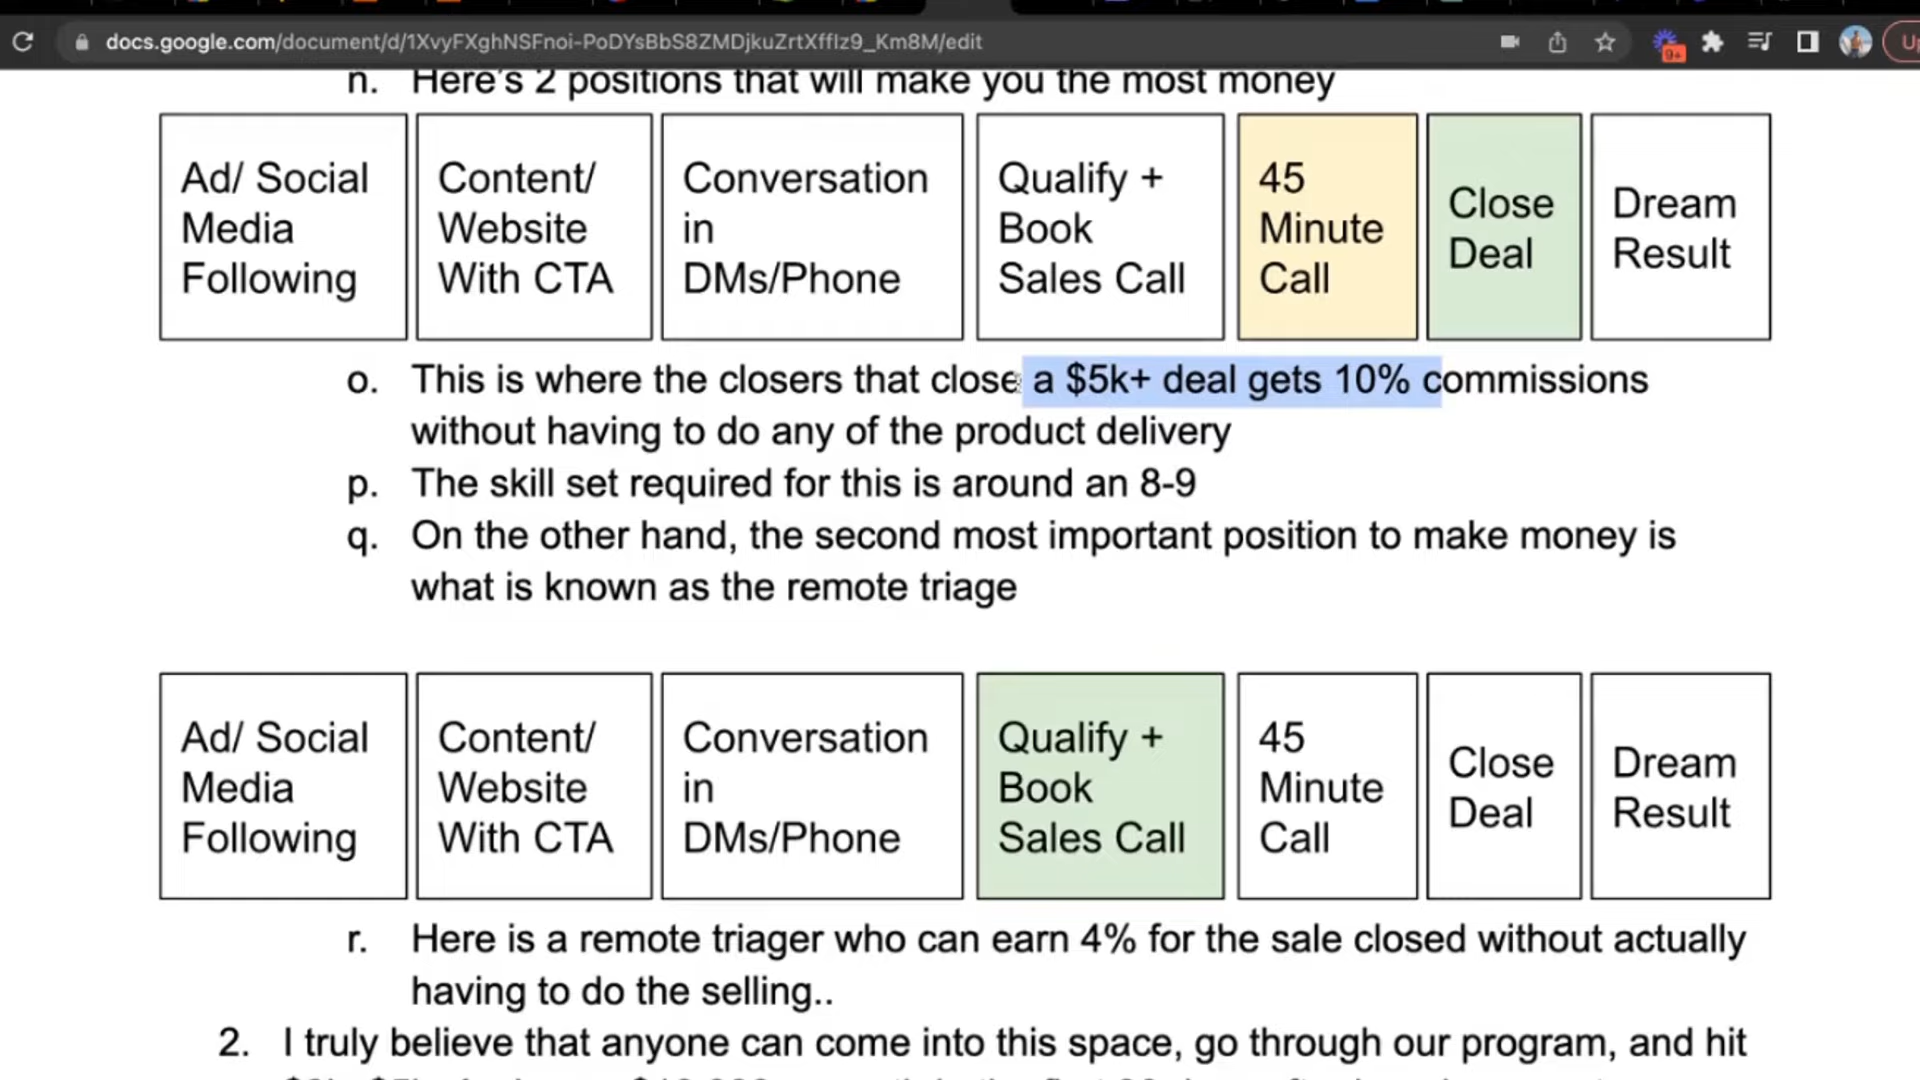 docs.google.com/document/d/1XvyFXghNSFnoi-PoDYsBbS8ZMDjkuZrtXffIz9_Km8M/edit
9+
Up
n. Here's 2 positions that will make you the most money
Ad/ Social
Media
Following
Content/
Website
With CTA
Conversation
in
DMs/Phone
Qualify +
Book
Sales Call
45
Minute
Call
Close
Deal
Dream
Result
o. This is where the closers that close a $5k+ deal gets 10% commissions
without having to do any of the product delivery
p. The skill set required for this is around an 8-9
q. On the other hand, the second most important position to make money is
what is known as the remote triage
Ad/ Social
Media
Following
Content/
Website
With CTA
Conversation
in
DMs/Phone
Qualify +
Book
Sales Call
45
Minute
Call
Close
Deal
Dream
Result
r. Here is a remote triager who can earn 4% for the sale closed without actually
having to do the selling..
2. I truly believe that anyone can come into this space, go through our program, and hit